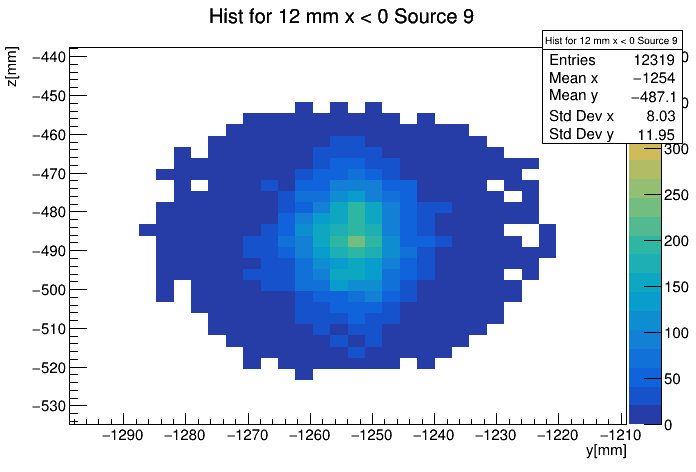 Hist for 12 mm x < 0 Source 9
Hist for 12 mm x < 0 Source 9
Entries 12319
Mean x −1254
Mean y −487.1
Std Dev x 8.03
Std Dev y 11.95
z[mm]
−440
−450
−460
−470
−480
−490
−500
−510
−520
−530
−1290 −1280 −1270 −1260 −1250 −1240 −1230 −1220 −1210
y[mm]
300
250
200
150
100
50
0